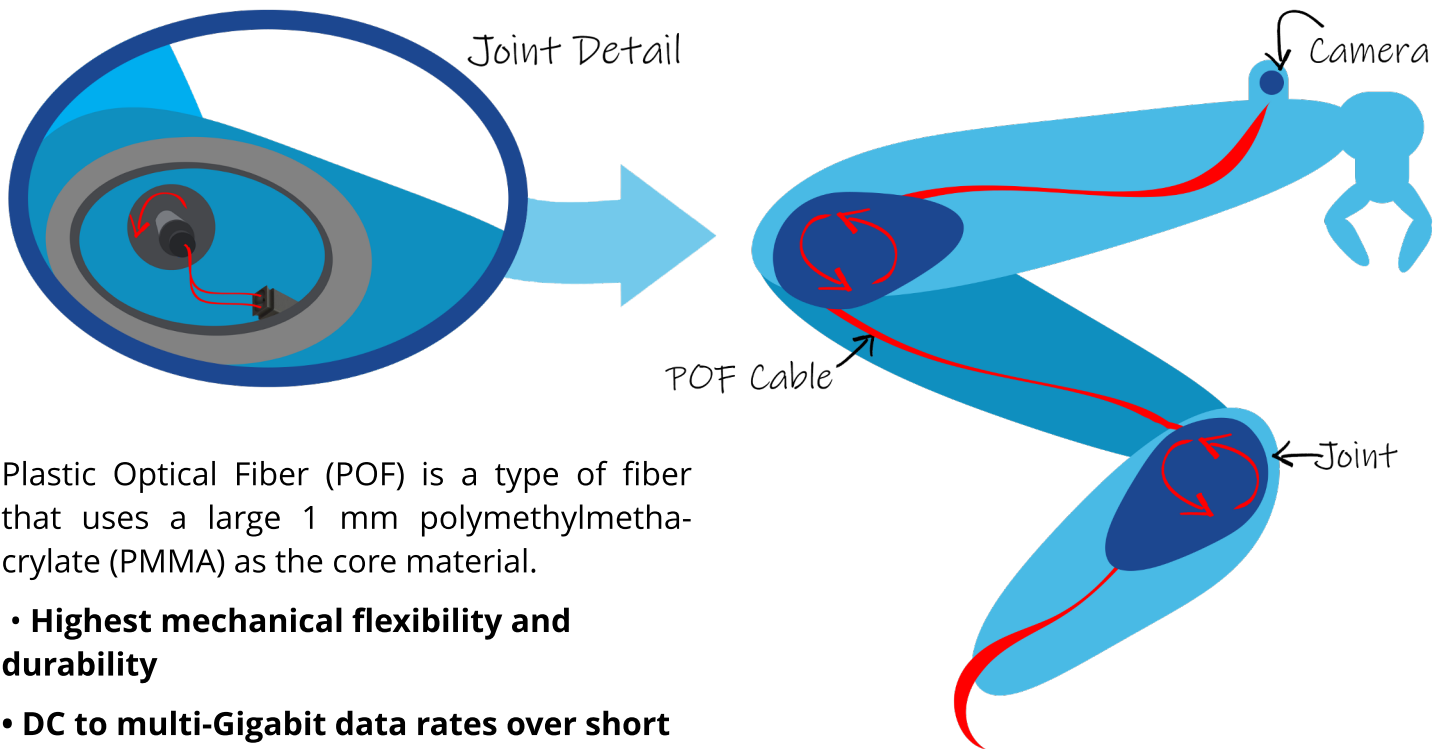 Joint Detail
Camera
POF Cable
Joint
Plastic Optical Fiber (POF) is a type of fiber
that uses a large 1 mm polymethylmetha-
crylate (PMMA) as the core material.
• Highest mechanical flexibility and
durability
• DC to multi-Gigabit data rates over short